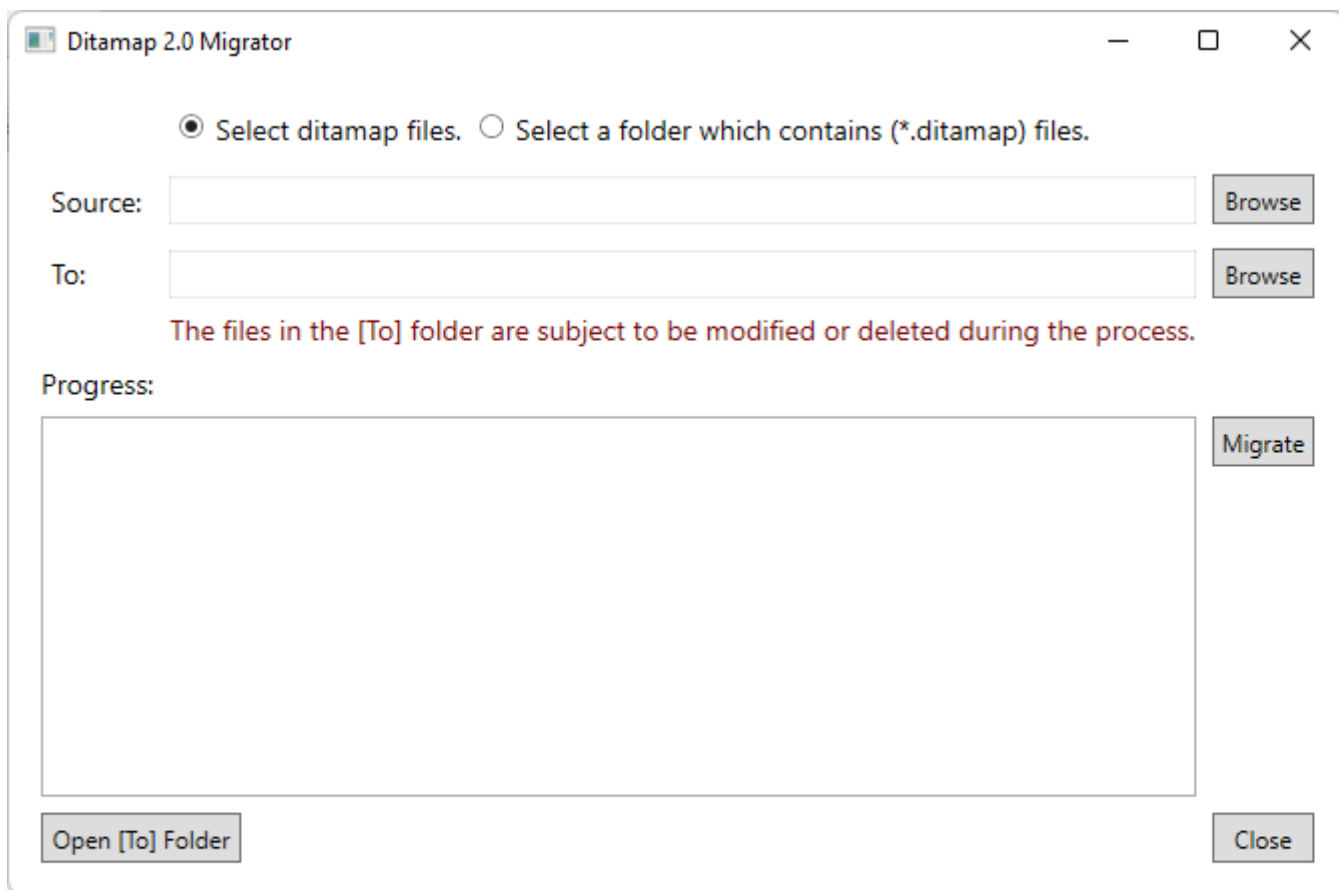 Ditamap 2.0 Migrator
Select ditamap files. Select a folder which contains (*.ditamap) files.
Source: Browse
To: Browse
The files in the [To] folder are subject to be modified or deleted during the process.
Progress:
Migrate
Open [To] Folder Close